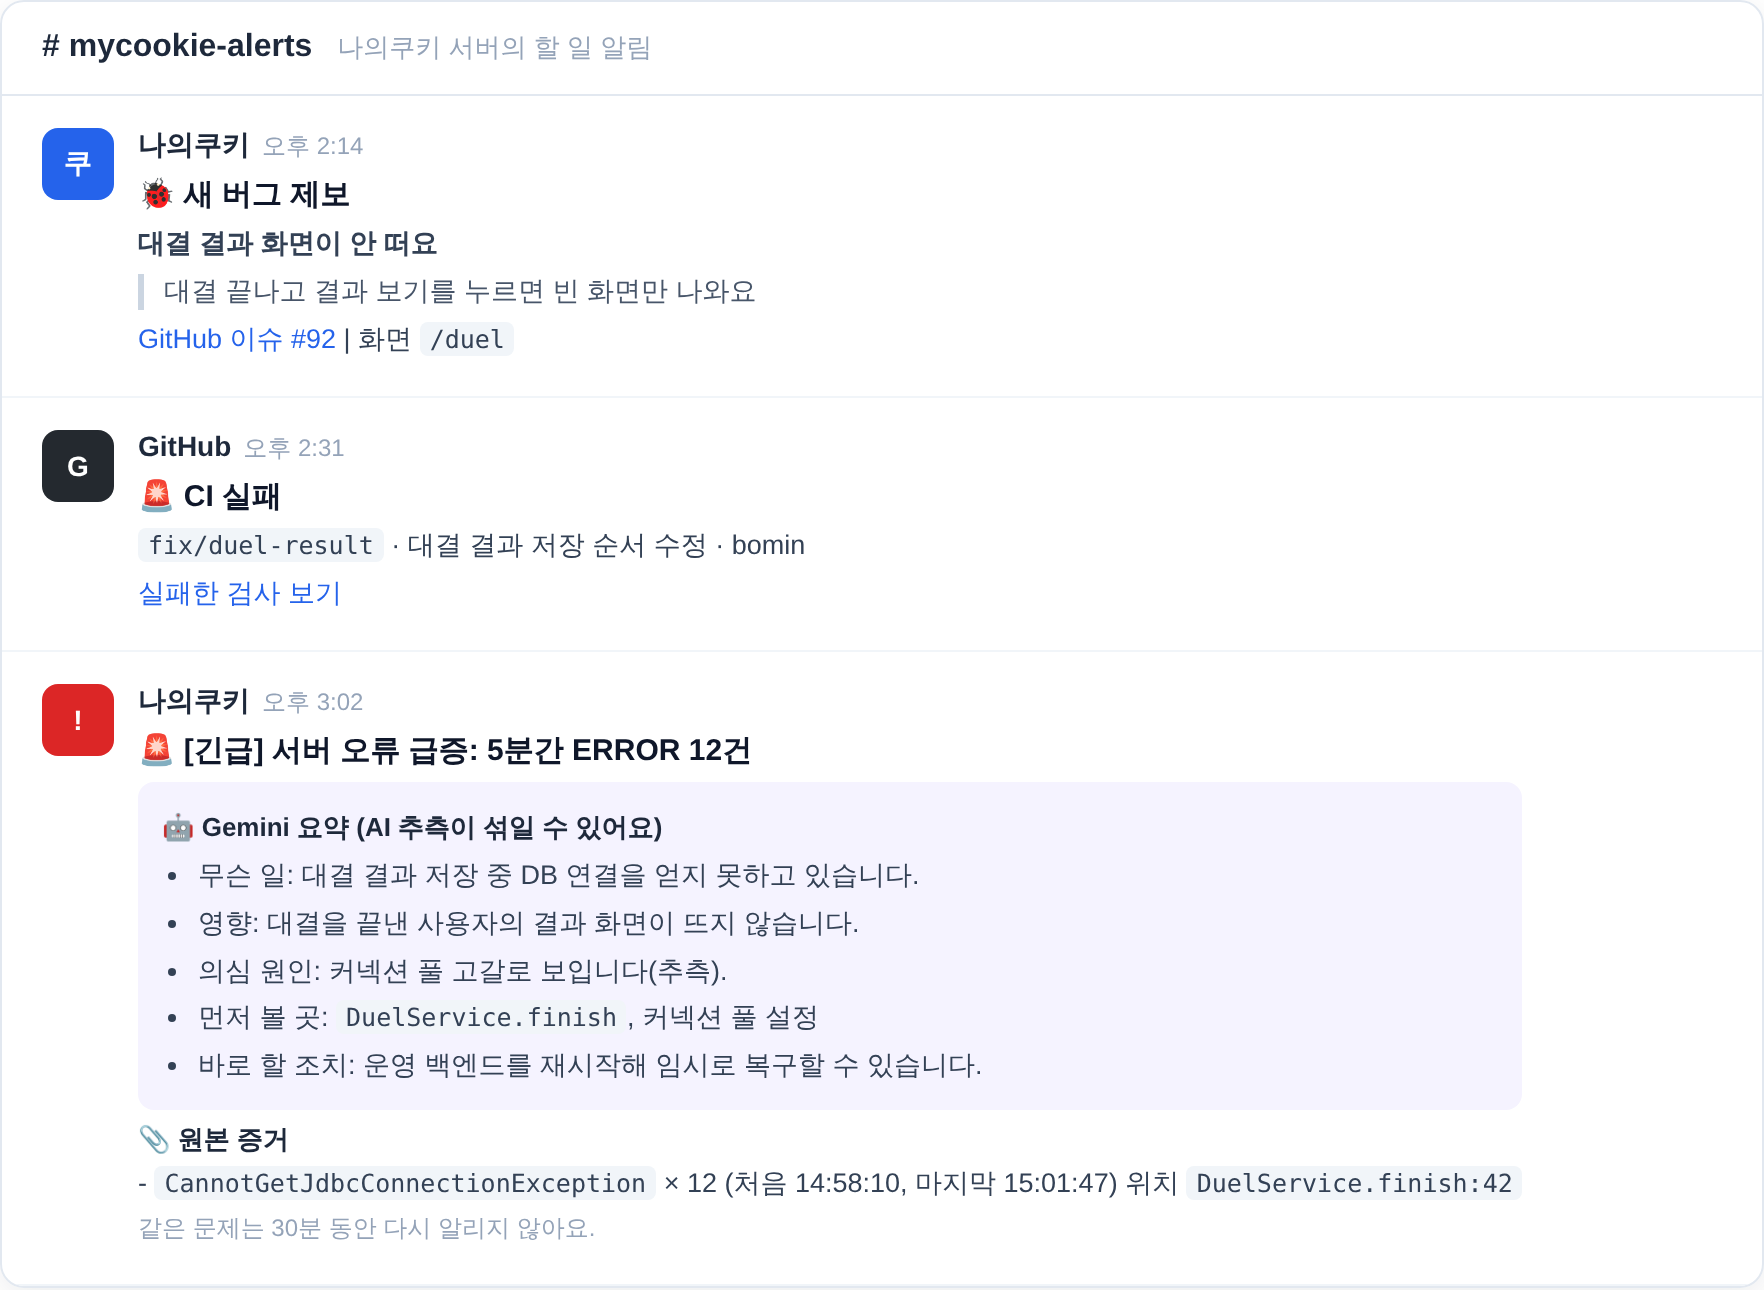 # mycookie-alerts 나의쿠키 서버의 할 일 알림
쿠
나의쿠키 오후 2:14
🐞 새 버그 제보
대결 결과 화면이 안 떠요
대결 끝나고 결과 보기를 누르면 빈 화면만 나와요
GitHub 이슈 #92 | 화면 /duel
G
GitHub 오후 2:31
🚨 CI 실패
fix/duel-result · 대결 결과 저장 순서 수정 · bomin
실패한 검사 보기
!
나의쿠키 오후 3:02
🚨 [긴급] 서버 오류 급증: 5분간 ERROR 12건
🤖 Gemini 요약 (AI 추측이 섞일 수 있어요)
• 무슨 일: 대결 결과 저장 중 DB 연결을 얻지 못하고 있습니다.
• 영향: 대결을 끝낸 사용자의 결과 화면이 뜨지 않습니다.
• 의심 원인: 커넥션 풀 고갈로 보입니다(추측).
• 먼저 볼 곳: DuelService.finish , 커넥션 풀 설정
• 바로 할 조치: 운영 백엔드를 재시작해 임시로 복구할 수 있습니다.
📎 원본 증거
- CannotGetJdbcConnectionException × 12 (처음 14:58:10, 마지막 15:01:47) 위치 DuelService.finish:42
같은 문제는 30분 동안 다시 알리지 않아요.